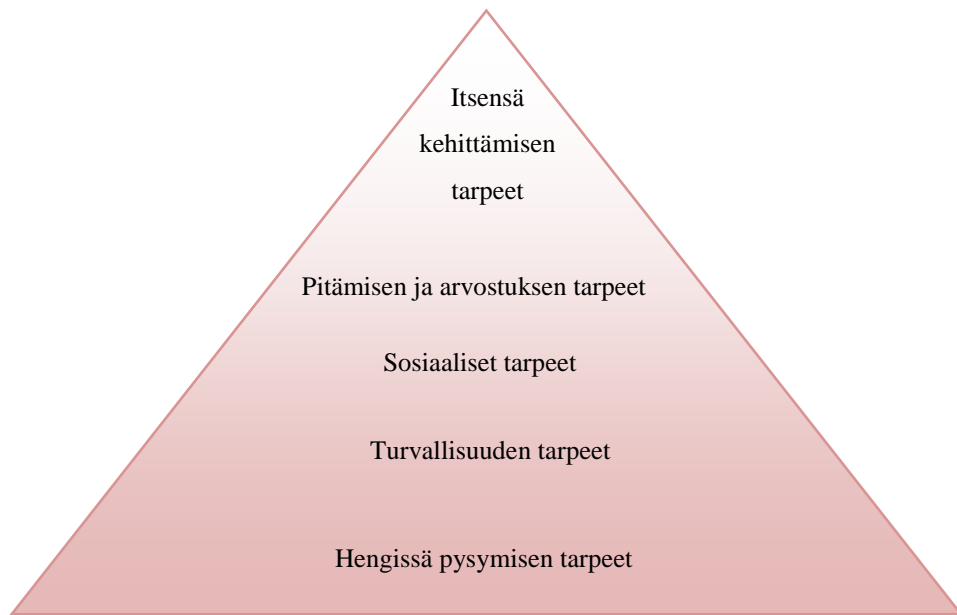 Itsensä
kehittämisen
tarpeet
Pitämisen ja arvostuksen tarpeet
Sosiaaliset tarpeet
Turvallisuuden tarpeet
Hengissä pysymisen tarpeet